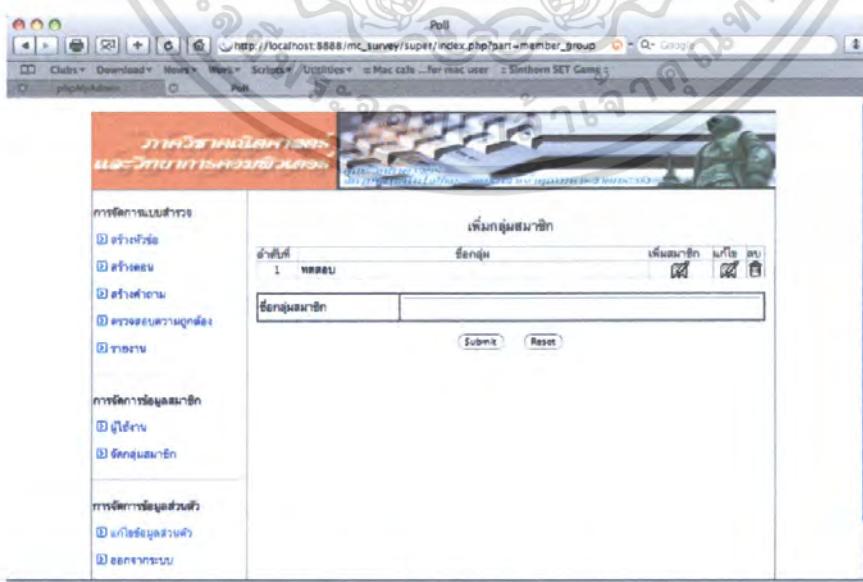 Poll
http://localhost:8888/mc_survey/super/index.php?part=member_group
Google
Clubs Download News Work Scripts Utilities Mac cafe ...for mac user Sinthorn SET Game
phpMyAdmin Poll
ภาควิชาคณิตศาสตร์
และวิทยาการคอมพิวเตอร์
การจัดการแบบสำรวจ
สร้างหัวข้อ
สร้างตอน
สร้างคำถาม
ตรวจสอบความถูกต้อง
รายงาน
การจัดการข้อมูลสมาชิก
ผู้ใช้งาน
จัดกลุ่มสมาชิก
การจัดการข้อมูลส่วนตัว
แก้ไขข้อมูลส่วนตัว
ออกจากระบบ
เพิ่มกลุ่มสมาชิก
ลำดับที่ ชื่อกลุ่ม เพิ่มสมาชิก แก้ไข ลบ
1 ทดสอบ
ชื่อกลุ่มสมาชิก
Submit Reset